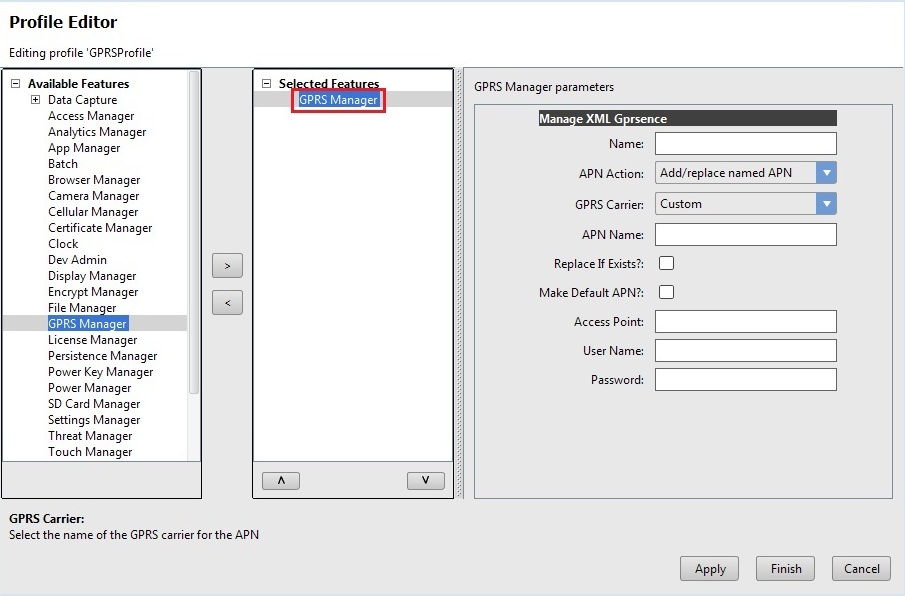 Profile Editor
Editing profile 'GPRSProfile'
Available Features
Data Capture
Access Manager
Analytics Manager
App Manager
Batch
Browser Manager
Camera Manager
Cellular Manager
Certificate Manager
Clock
Dev Admin
Display Manager
Encrypt Manager
File Manager
GPRS Manager
License Manager
Persistence Manager
Power Key Manager
Power Manager
SD Card Manager
Settings Manager
Threat Manager
Touch Manager
>
<
Selected Features
GPRS Manager
Λ
V
GPRS Manager parameters
Manage XML Gprsence
Name:
APN Action: Add/replace named APN
GPRS Carrier: Custom
APN Name:
Replace If Exists?:
Make Default APN?:
Access Point:
User Name:
Password:
GPRS Carrier:
Select the name of the GPRS carrier for the APN
Apply Finish Cancel